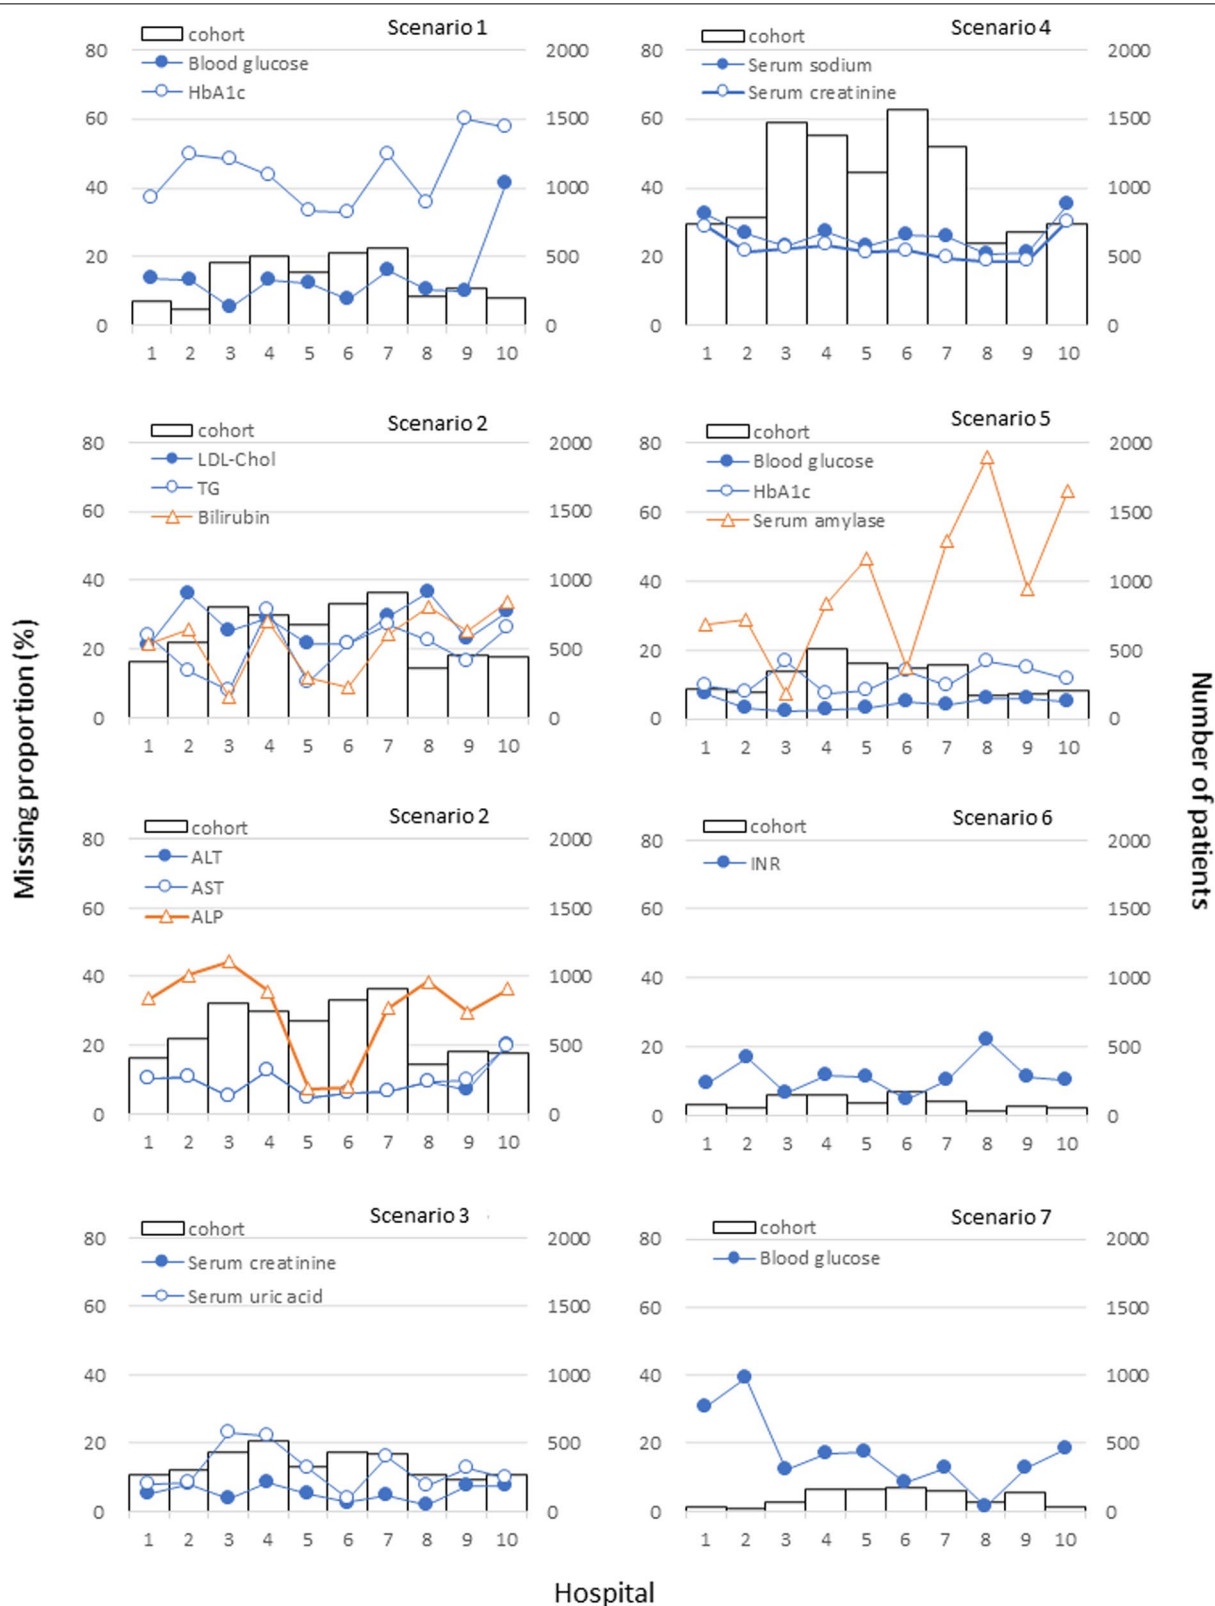 Scenario 1
cohort
Blood glucose
HbA1c
80
60
40
20
0
2000
1500
1000
500
0
1 2 3 4 5 6 7 8 9 10
Scenario 4
cohort
Serum sodium
Serum creatinine
80
60
40
20
0
2000
1500
1000
500
0
1 2 3 4 5 6 7 8 9 10
Scenario 2
cohort
LDL-Chol
TG
Bilirubin
80
60
40
20
0
2000
1500
1000
500
0
1 2 3 4 5 6 7 8 9 10
Scenario 5
cohort
Blood glucose
HbA1c
Serum amylase
80
60
40
20
0
2000
1500
1000
500
0
1 2 3 4 5 6 7 8 9 10
Missing proportion (%)
Number of patients
Scenario 2
cohort
ALT
AST
ALP
80
60
40
20
0
2000
1500
1000
500
0
1 2 3 4 5 6 7 8 9 10
Scenario 6
cohort
INR
80
60
40
20
0
2000
1500
1000
500
0
1 2 3 4 5 6 7 8 9 10
Scenario 3
cohort
Serum creatinine
Serum uric acid
80
60
40
20
0
2000
1500
1000
500
0
1 2 3 4 5 6 7 8 9 10
Scenario 7
cohort
Blood glucose
80
60
40
20
0
2000
1500
1000
500
0
1 2 3 4 5 6 7 8 9 10
Hospital